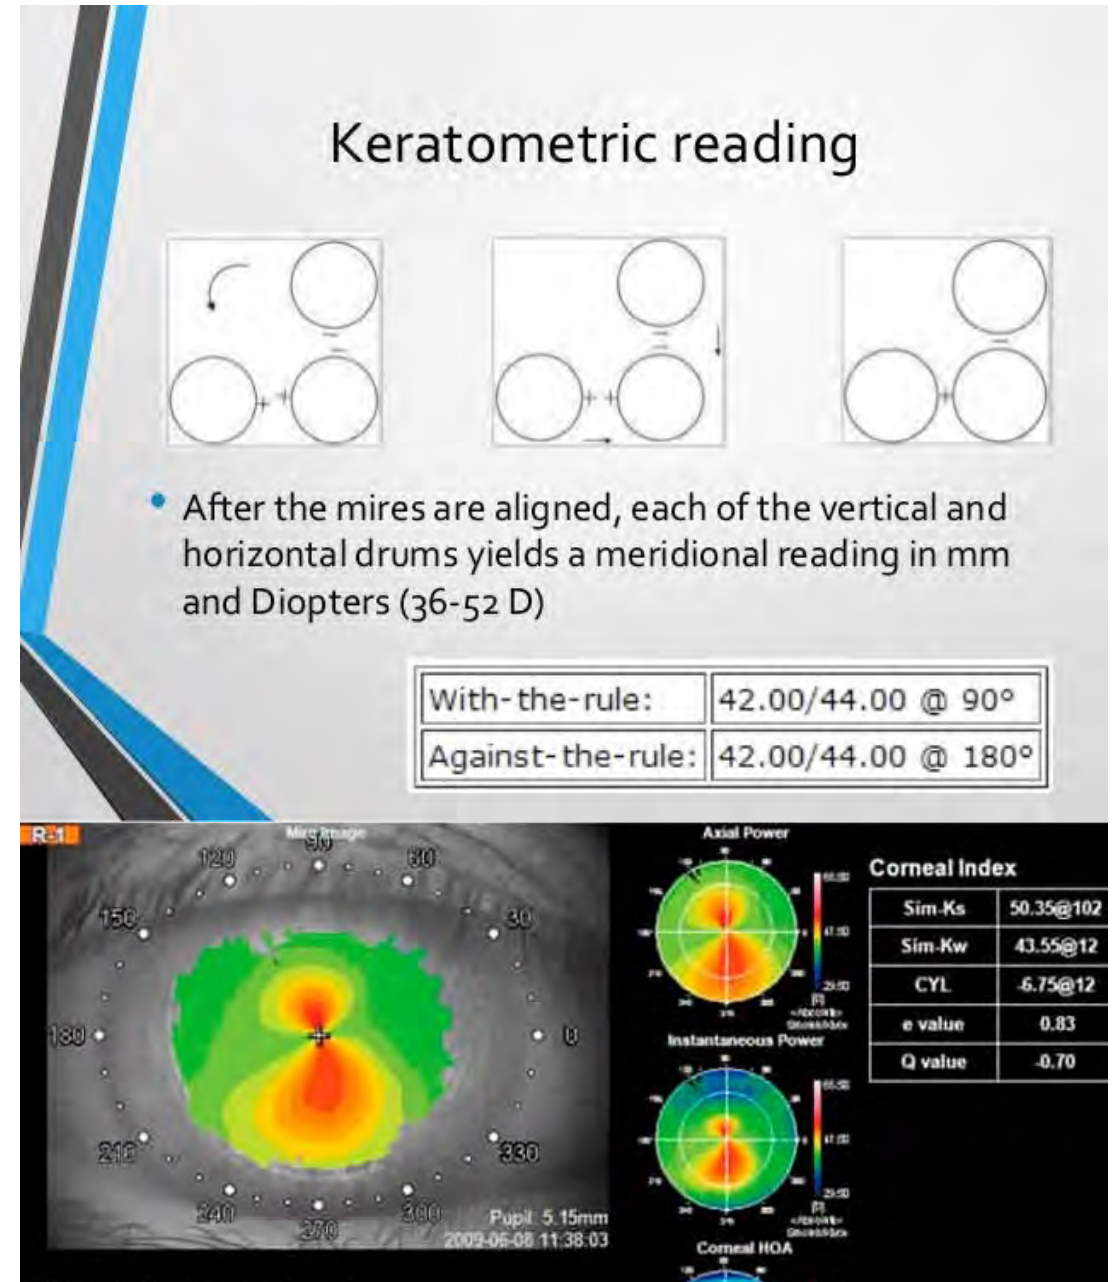 Keratometric reading
After the mires are aligned, each of the vertical and
horizontal drums yields a meridional reading in mm
and Diopters (36-52 D)
With-the-rule: 42.00/44.00 @ 90°
Against-the-rule: 42.00/44.00 @ 180°
R-1
Mire Image
120 90 60
150 30
180 0
210 330
240 270 300
Pupil: 5.15mm
2009-06-08 11:38:03
Axial Power
Instantaneous Power
Corneal HOA
Corneal Index
Sim-Ks 50.35@102
Sim-Kw 43.55@12
CYL -6.75@12
e value 0.83
Q value -0.70